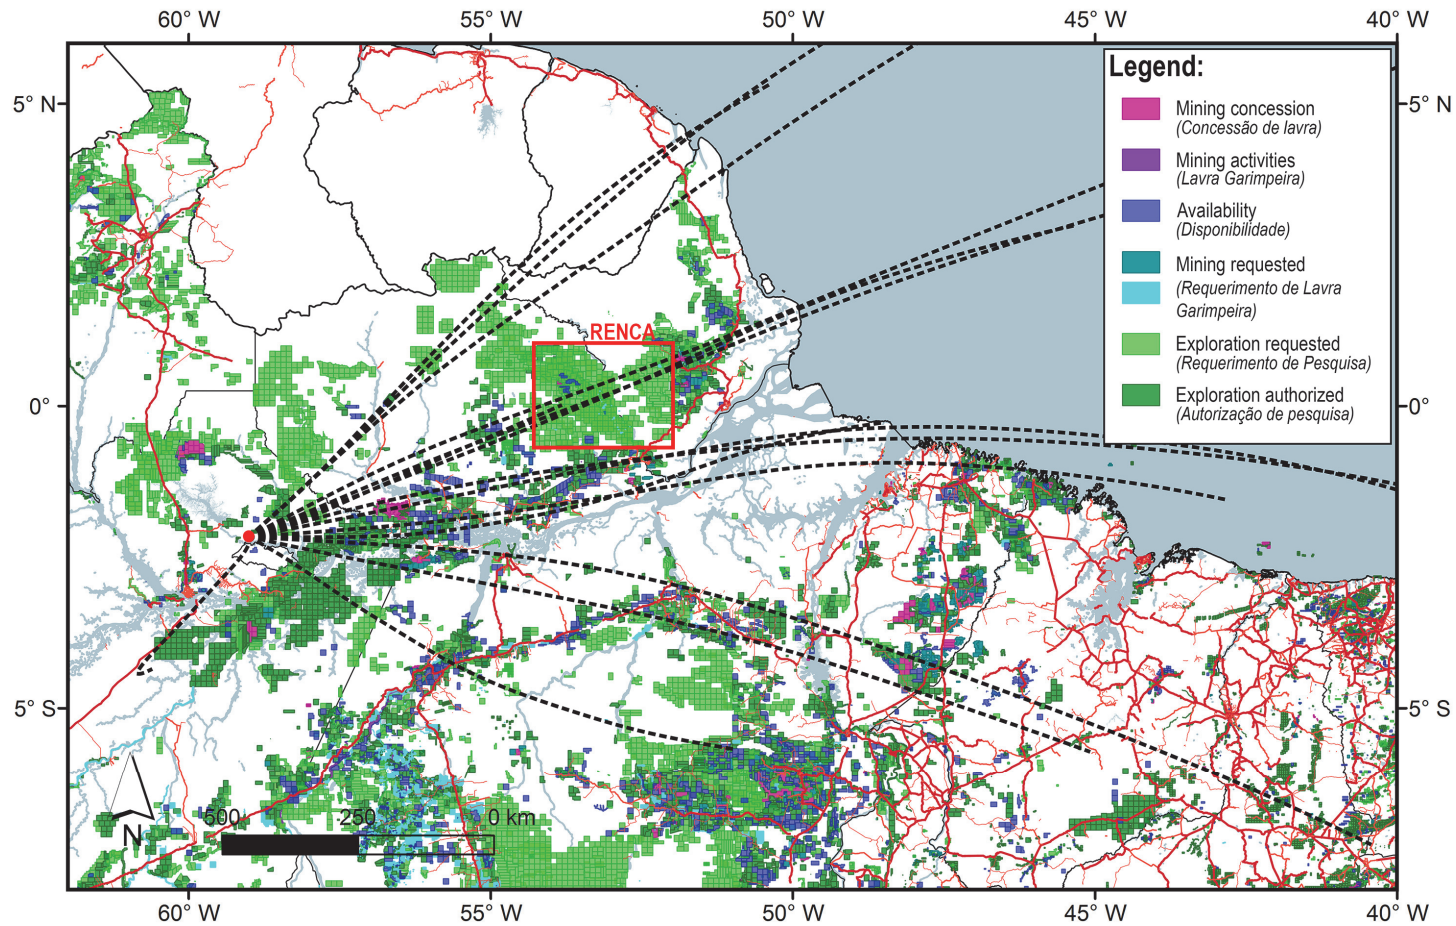 60° W 55° W 50° W 45° W 40° W
5° N
5° N
0°
0°
5° S
5° S
Legend:
Mining concession
(Concessão de lavra)
Mining activities
(Lavra Garimpeira)
Availability
(Disponibilidade)
Mining requested
(Requerimento de Lavra
Garimpeira)
Exploration requested
(Requerimento de Pesquisa)
Exploration authorized
(Autorização de pesquisa)
RENCA
N
500 250 0 km
60° W 55° W 50° W 45° W 40° W